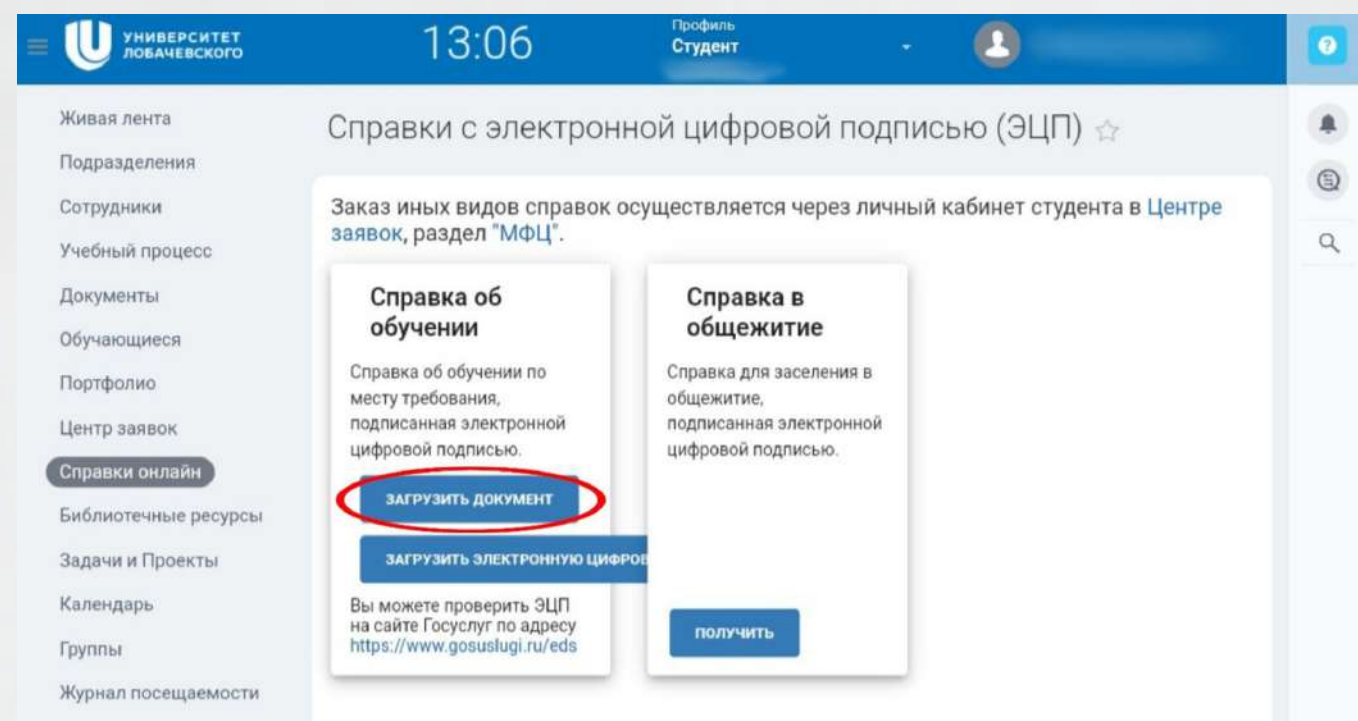 УНИВЕРСИТЕТ
ЛОБАЧЕВСКОГО
13:06
Профиль
Студент
Живая лента
Подразделения
Сотрудники
Учебный процесс
Документы
Обучающиеся
Портфолио
Центр заявок
Справки онлайн
Библиотечные ресурсы
Задачи и Проекты
Календарь
Группы
Журнал посещаемости
Справки с электронной цифровой подписью (ЭЦП)
Заказ иных видов справок осуществляется через личный кабинет студента в Центре
заявок, раздел "МФЦ".
Справка об
обучении
Справка об обучении по
месту требования,
подписанная электронной
цифровой подписью.
ЗАГРУЗИТЬ ДОКУМЕНТ
ЗАГРУЗИТЬ ЭЛЕКТРОННУЮ ЦИФРОВ
Вы можете проверить ЭЦП
на сайте Госуслуг по адресу
https://www.gosuslugi.ru/eds
Справка в
общежитие
Справка для заселения в
общежитие,
подписанная электронной
цифровой подписью.
ПОЛУЧИТЬ